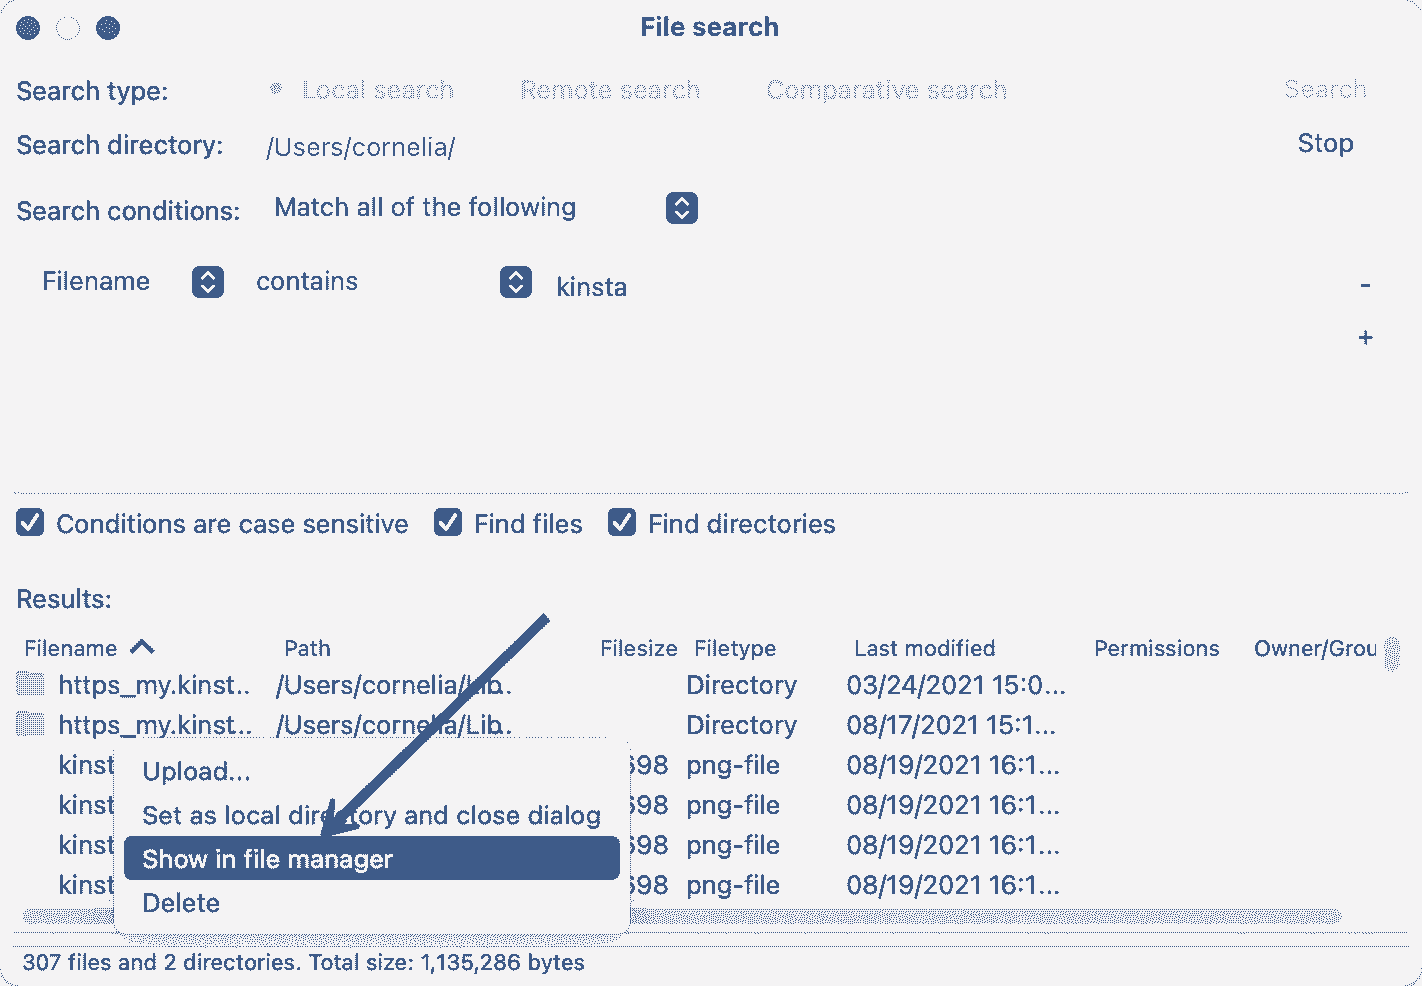 File search
Search type: Local search Remote search Comparative search Search
Search directory: /Users/cornelia/ Stop
Search conditions: Match all of the following
Filename contains kinsta -
+
Conditions are case sensitive Find files Find directories
Results:
Filename Path Filesize Filetype Last modified Permissions Owner/Grou
https_my.kinst... /Users/cornelia/Lib... Directory 03/24/2021 15:0...
https_my.kinst... /Users/cornelia/Lib... Directory 08/17/2021 15:1...
kinst 698 png-file 08/19/2021 16:1...
Upload...
kinst 698 png-file 08/19/2021 16:1...
Set as local directory and close dialog
kinst 698 png-file 08/19/2021 16:1...
Show in file manager
kinst 698 png-file 08/19/2021 16:1...
Delete
307 files and 2 directories. Total size: 1,135,286 bytes